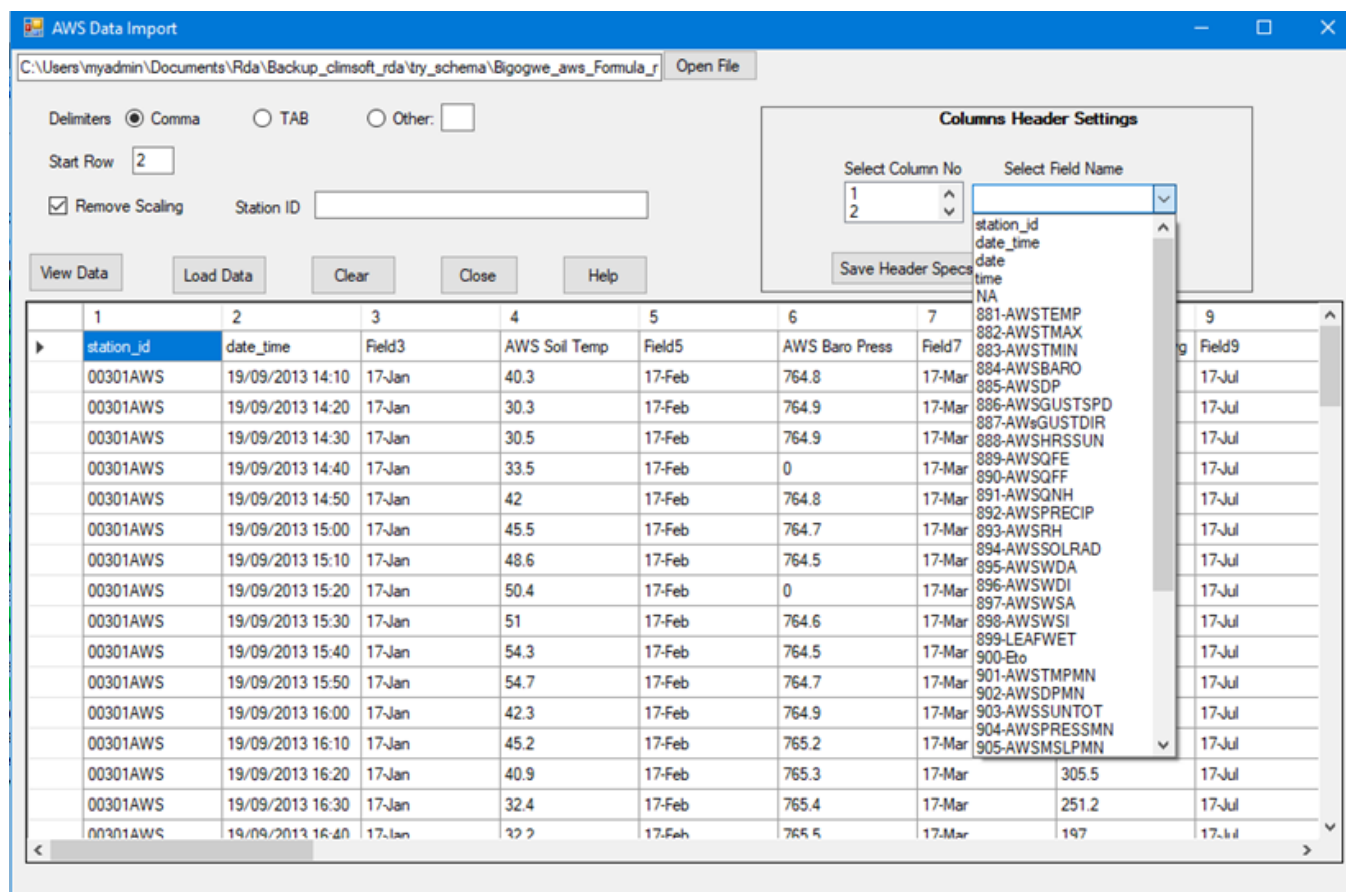 AWS Data Import
C:\Users\myadmin\Documents\Rda\Backup_climsoft_rda\try_schema\Bigogwe_aws_Formula_r Open File
Delimiters Comma TAB Other:
Start Row 2
Remove Scaling Station ID
View Data Load Data Clear Close Help
Columns Header Settings
Select Column No Select Field Name
1
2
Save Header Specs
station_id
date_time
date
time
NA
881-AWSTEMP
882-AWSTMAX
883-AWSTMIN
884-AWSBARO
885-AWSDP
886-AWSGUSTSPD
887-AWsGUSTDIR
888-AWSHRSSUN
889-AWSQFE
890-AWSQFF
891-AWSQNH
892-AWSPRECIP
893-AWSRH
894-AWSSOLRAD
895-AWSWDA
896-AWSWDI
897-AWSWSA
898-AWSWSI
899-LEAFWET
900-Eto
901-AWSTMPMN
902-AWSDPMN
903-AWSSUNTOT
904-AWSPRESSMN
905-AWSMSLPMN
1 2 3 4 5 6 7 9
station_id date_time Field3 AWS Soil Temp Field5 AWS Baro Press Field7 Field9
00301AWS 19/09/2013 14:10 17-Jan 40.3 17-Feb 764.8 17-Mar 17-Jul
00301AWS 19/09/2013 14:20 17-Jan 30.3 17-Feb 764.9 17-Mar 17-Jul
00301AWS 19/09/2013 14:30 17-Jan 30.5 17-Feb 764.9 17-Mar 17-Jul
00301AWS 19/09/2013 14:40 17-Jan 33.5 17-Feb 0 17-Mar 17-Jul
00301AWS 19/09/2013 14:50 17-Jan 42 17-Feb 764.8 17-Mar 17-Jul
00301AWS 19/09/2013 15:00 17-Jan 45.5 17-Feb 764.7 17-Mar 17-Jul
00301AWS 19/09/2013 15:10 17-Jan 48.6 17-Feb 764.5 17-Mar 17-Jul
00301AWS 19/09/2013 15:20 17-Jan 50.4 17-Feb 0 17-Mar 17-Jul
00301AWS 19/09/2013 15:30 17-Jan 51 17-Feb 764.6 17-Mar 17-Jul
00301AWS 19/09/2013 15:40 17-Jan 54.3 17-Feb 764.5 17-Mar 17-Jul
00301AWS 19/09/2013 15:50 17-Jan 54.7 17-Feb 764.7 17-Mar 17-Jul
00301AWS 19/09/2013 16:00 17-Jan 42.3 17-Feb 764.9 17-Mar 17-Jul
00301AWS 19/09/2013 16:10 17-Jan 45.2 17-Feb 765.2 17-Mar 17-Jul
00301AWS 19/09/2013 16:20 17-Jan 40.9 17-Feb 765.3 17-Mar 305.5 17-Jul
00301AWS 19/09/2013 16:30 17-Jan 32.4 17-Feb 765.4 17-Mar 251.2 17-Jul
00301AWS 19/09/2013 16:40 17-Jan 32.2 17-Feb 765.5 17-Mar 197 17-Jul